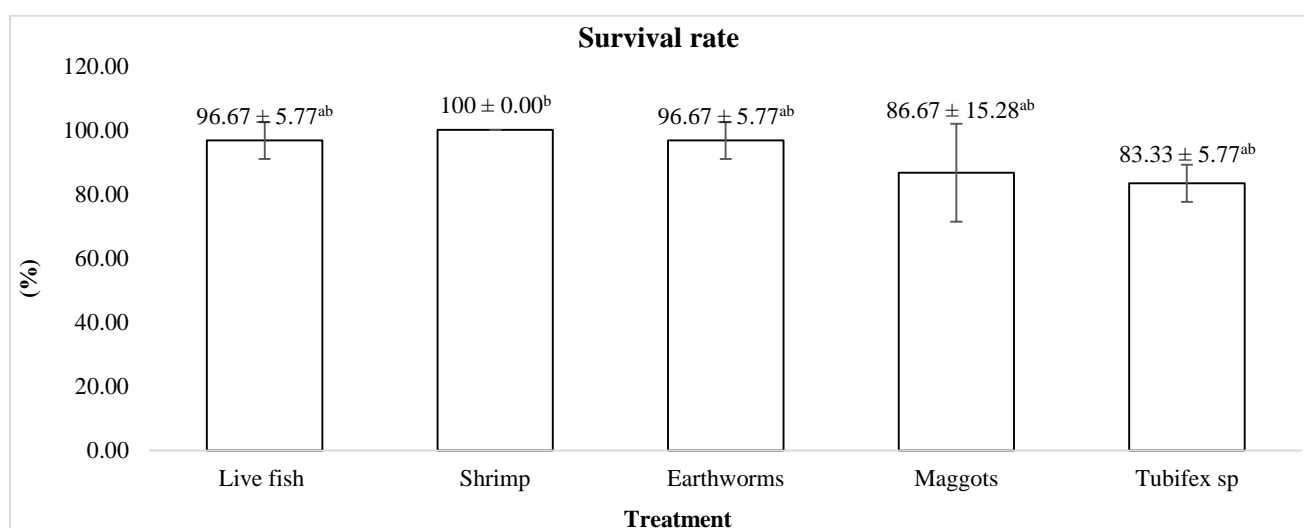 Survival rate
120.00
100.00
80.00
60.00
40.00
20.00
0.00
(%)
96.67 ± 5.77ab
100 ± 0.00b
96.67 ± 5.77ab
86.67 ± 15.28ab
83.33 ± 5.77ab
Live fish
Shrimp
Earthworms
Maggots
Tubifex sp
Treatment